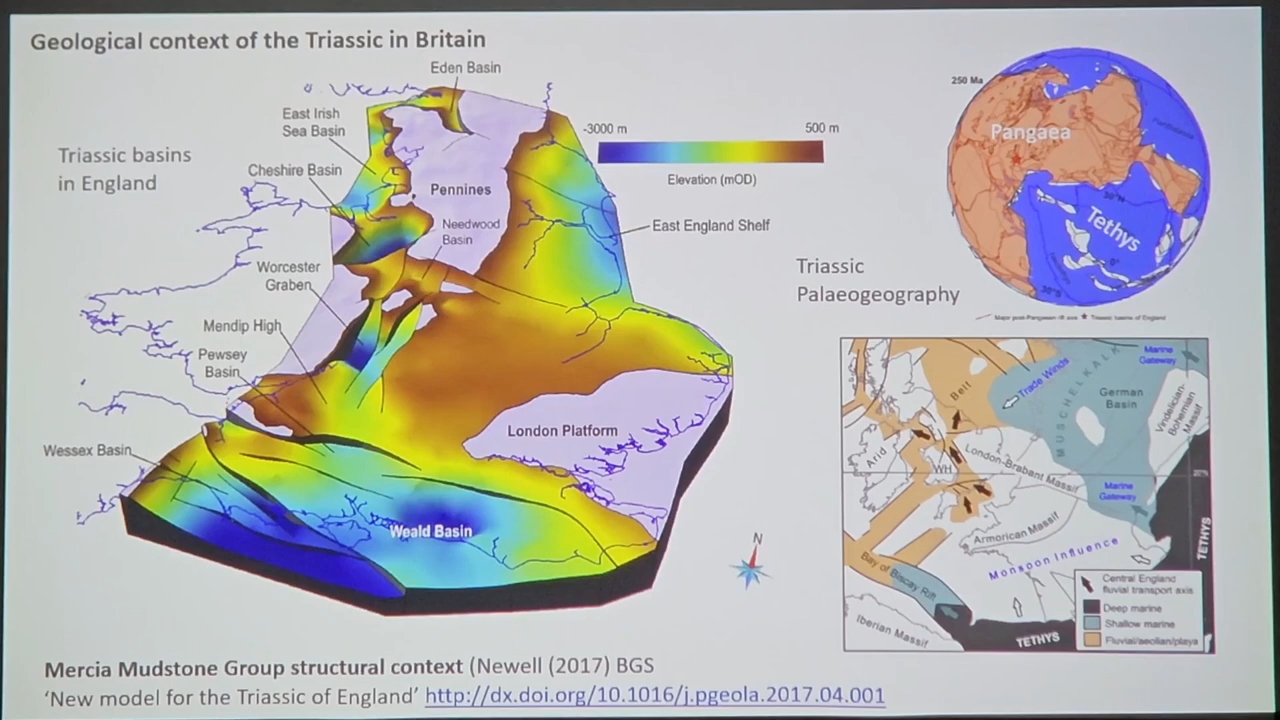 Geological context of the Triassic in Britain
Eden Basin
East Irish
Sea Basin
-3000 m
500 m
250 Ma
Pangaea
Triassic basins
in England
Cheshire Basin
Elevation (mOD)
Pennines
30°N
Tethys
Needwood
Basin
East England Shelf
0°
Worcester
Graben
Triassic
Palaeogeography
30°S
Mendip High
Pewsey
Basin
Marine
Gateway
Trade Winds
MUSCHELKALK
German
Basin
Belt
Vindelician-
Bohemian
Massif
London Platform
Wessex Basin
Arid
WH
London-Brabant Massif
Marine
Gateway
Weald Basin
Armorican Massif
TETHYS
N
Monsoon Influence
Bay of Biscay Rift
Central England
fluvial transport axis
Deep marine
Shallow marine
Fluvial/aeolian/playa
Iberian Massif
TETHYS
Mercia Mudstone Group structural context (Newell (2017) BGS
'New model for the Triassic of England' http://dx.doi.org/10.1016/j.pgeola.2017.04.001